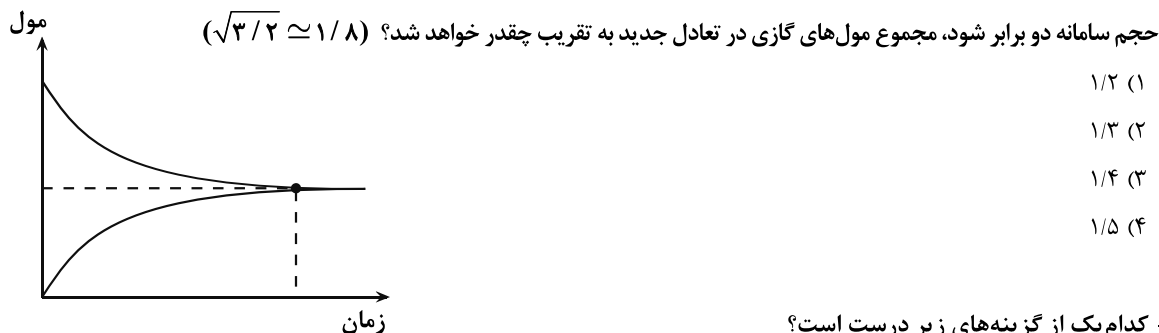 مول
حجم سامانه دو برابر شود، مجموع مول‌های گازی در تعادل جدید به تقریب چقدر خواهد شد؟ (√۳/۲ ≃ ۱/۸)
۱) ۱/۲
۲) ۱/۳
۳) ۱/۴
۴) ۱/۵
زمان
کدام‌یک از گزینه‌های زیر درست است؟